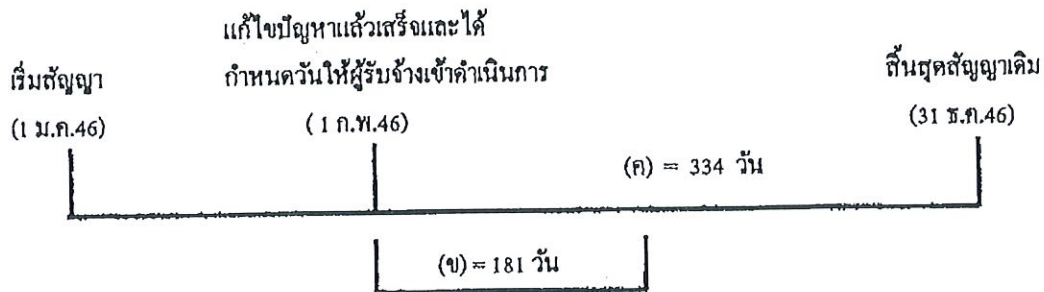 แก้ไขปัญหาแล้วเสร็จและได้
เริ่มสัญญา กำหนดวันให้ผู้รับจ้างเข้าดำเนินการ สิ้นสุดสัญญาเดิม
(1 ม.ค.46) ( 1 ก.พ.46) (31 ธ.ค.46)
(ค) = 334 วัน
(ข) = 181 วัน